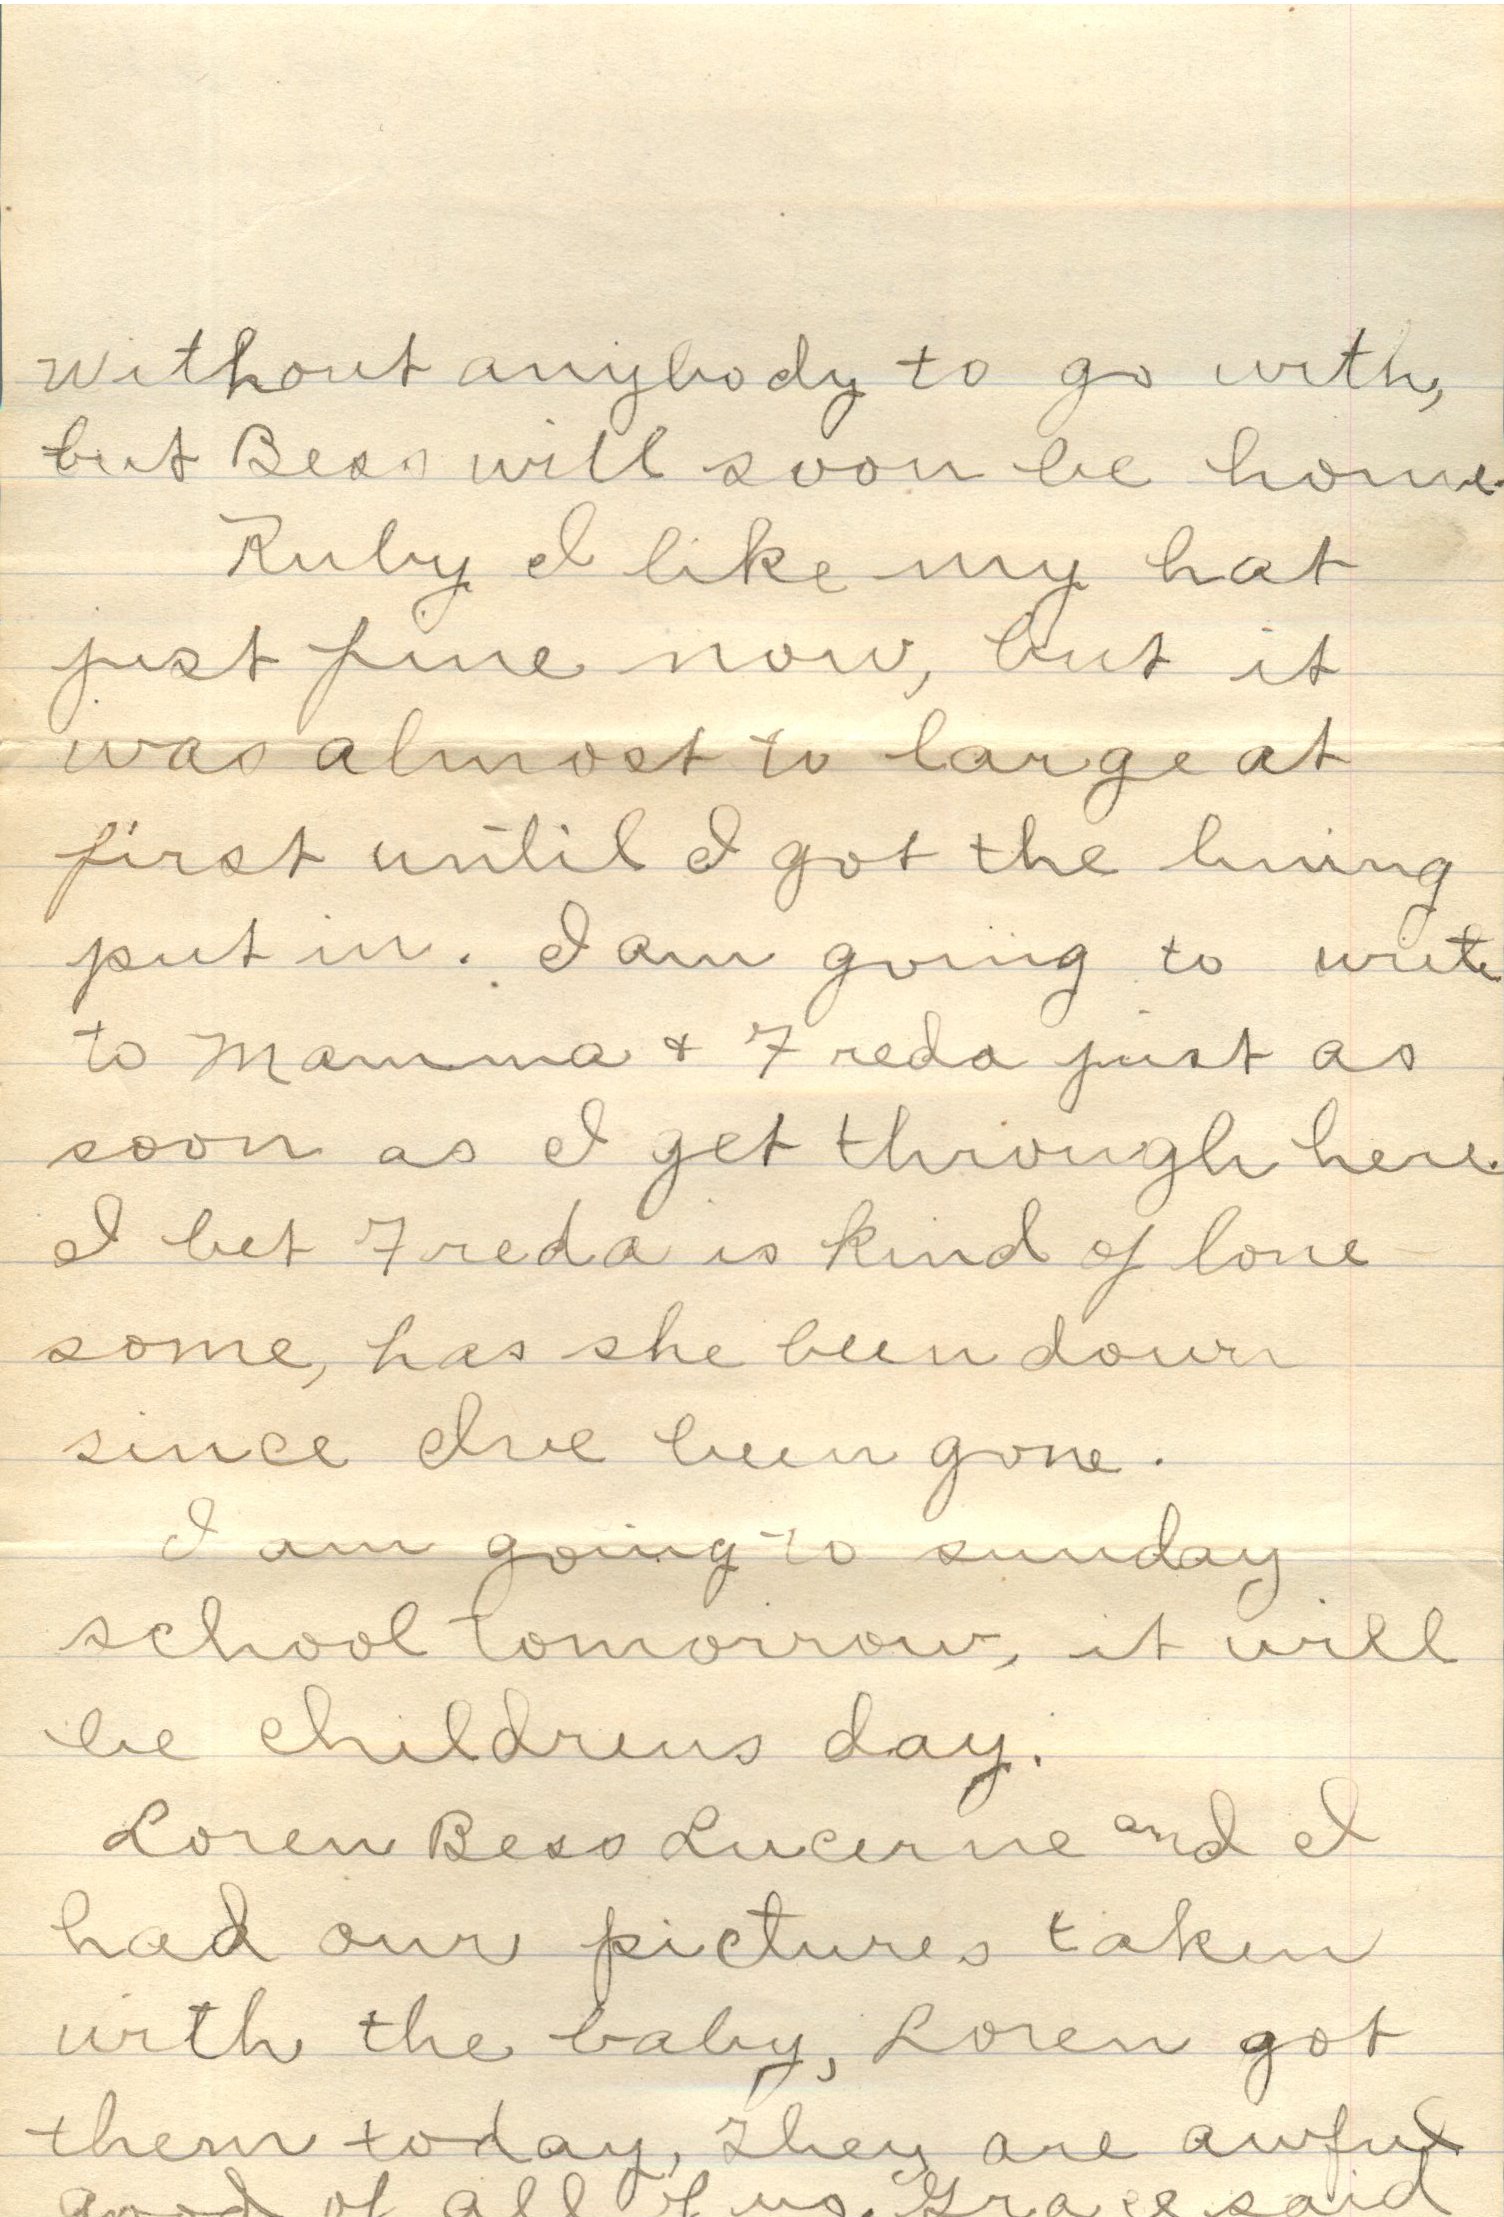 without anybody to go with,
but Bess will soon be home.
Ruby I like my hat
just fine now, but it
was almost to large at
first until I got the lining
put in. I am going to write
to Mamma & Freda just as
soon as I get through here.
I bet Freda is kind of lone
some, has she been down
since Ive been gone.
I am going to sunday
school tomorrow, it will
be childrens day.
Loren Bess Lucerne and I
had our pictures taken
with the baby, Loren got
them today, They are awful
good of all of us. Grace said